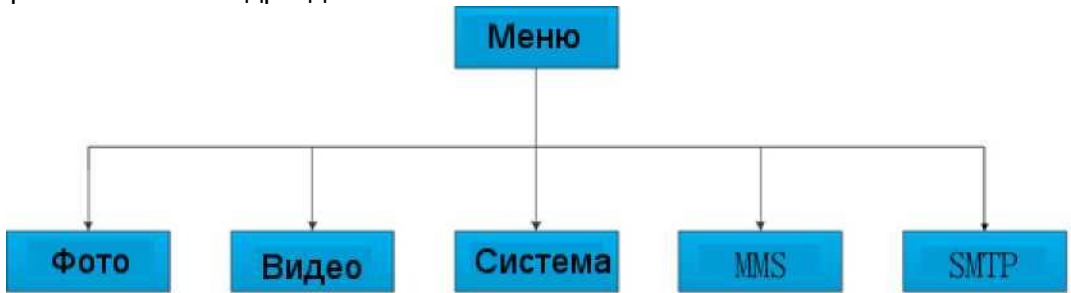 Меню
Фото
Видео
Система
MMS
SMTP